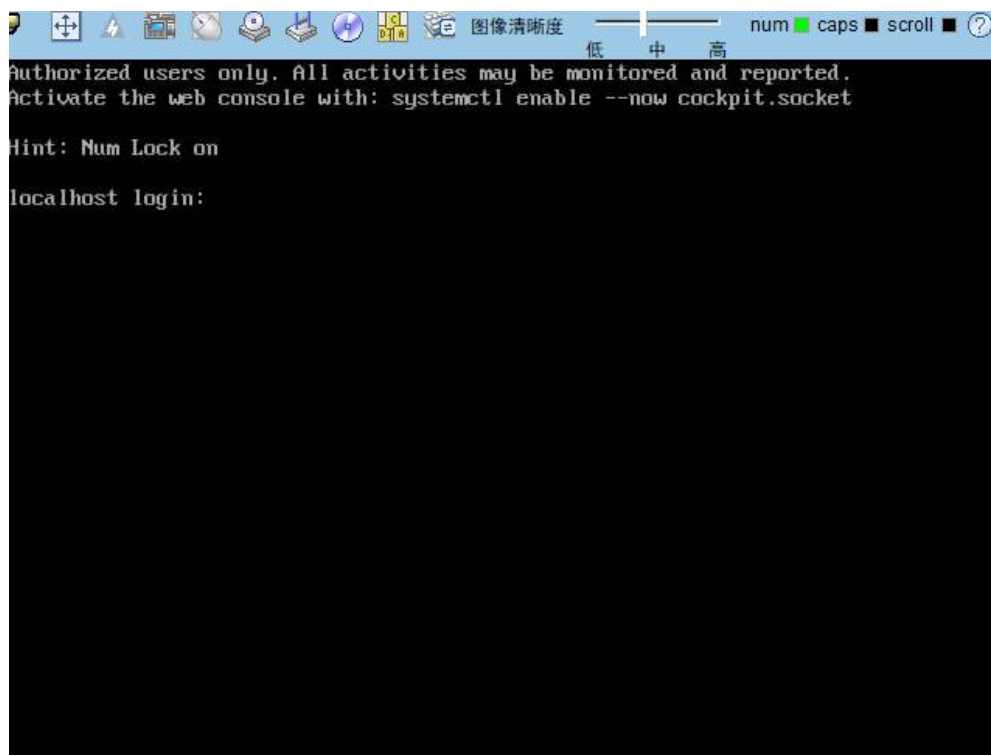 图像清晰度 num caps scroll ?
低 中 高
Authorized users only. All activities may be monitored and reported.
Activate the web console with: systemctl enable --now cockpit.socket
Hint: Num Lock on
localhost login: